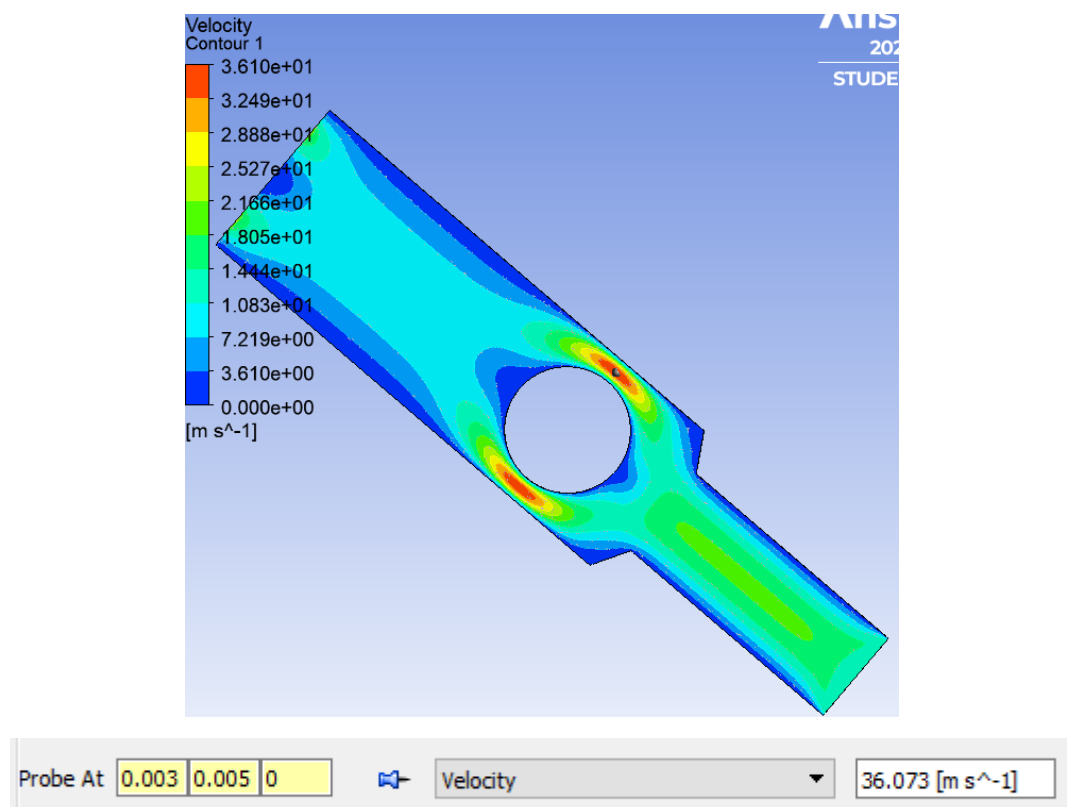 Velocity
Contour 1
3.610e+01
3.249e+01
2.888e+01
2.527e+01
2.166e+01
1.805e+01
1.444e+01
1.083e+01
7.219e+00
3.610e+00
0.000e+00
[m s^-1]
Ans
202
STUDE
Probe At 0.003 0.005 0 Velocity 36.073 [m s^-1]